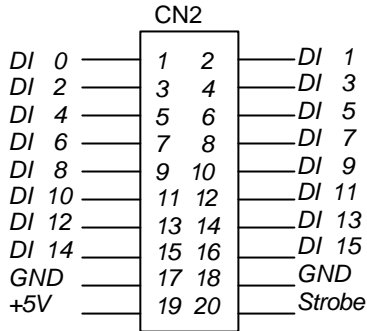 CN2
DI 0 1 2 DI 1
DI 2 3 4 DI 3
DI 4 5 6 DI 5
DI 6 7 8 DI 7
DI 8 9 10 DI 9
DI 10 11 12 DI 11
DI 12 13 14 DI 13
DI 14 15 16 DI 15
GND 17 18 GND
+5V 19 20 Strobe